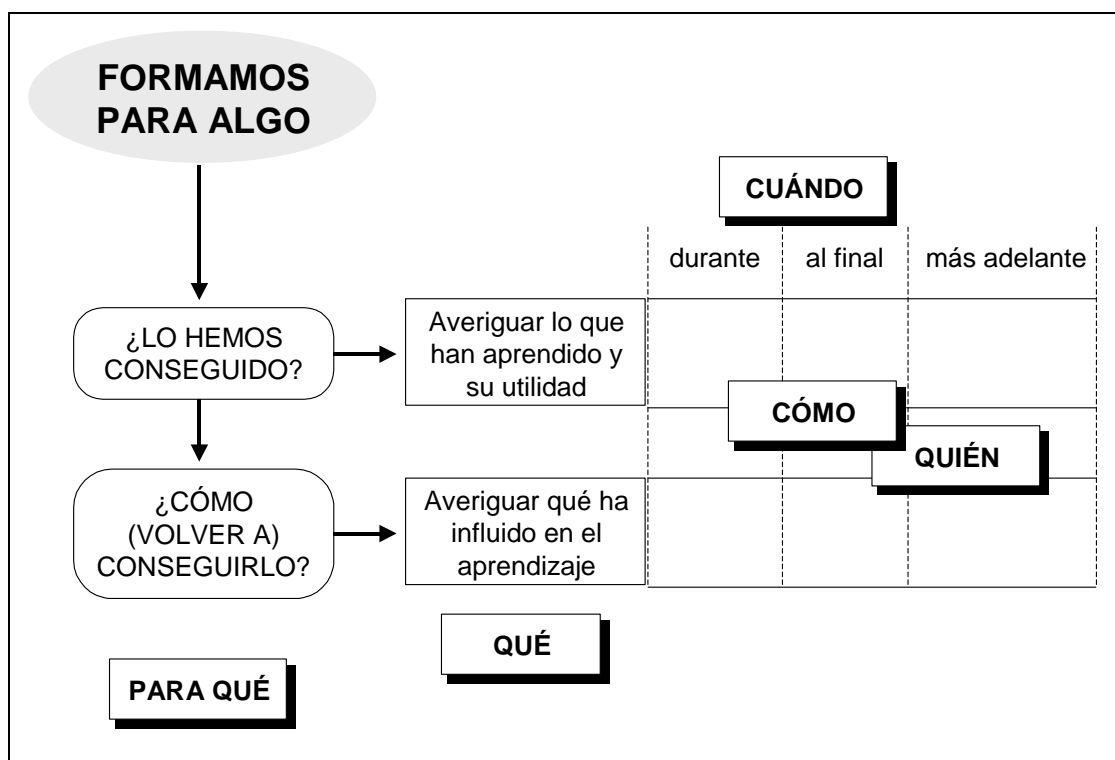 FORMAMOS
PARA ALGO
CUÁNDO
durante
al final
más adelante
¿LO HEMOS
CONSEGUIDO?
Averiguar lo que
han aprendido y
su utilidad
CÓMO
QUIÉN
¿CÓMO
(VOLVER A)
CONSEGUIRLO?
Averiguar qué ha
influido en el
aprendizaje
QUÉ
PARA QUÉ